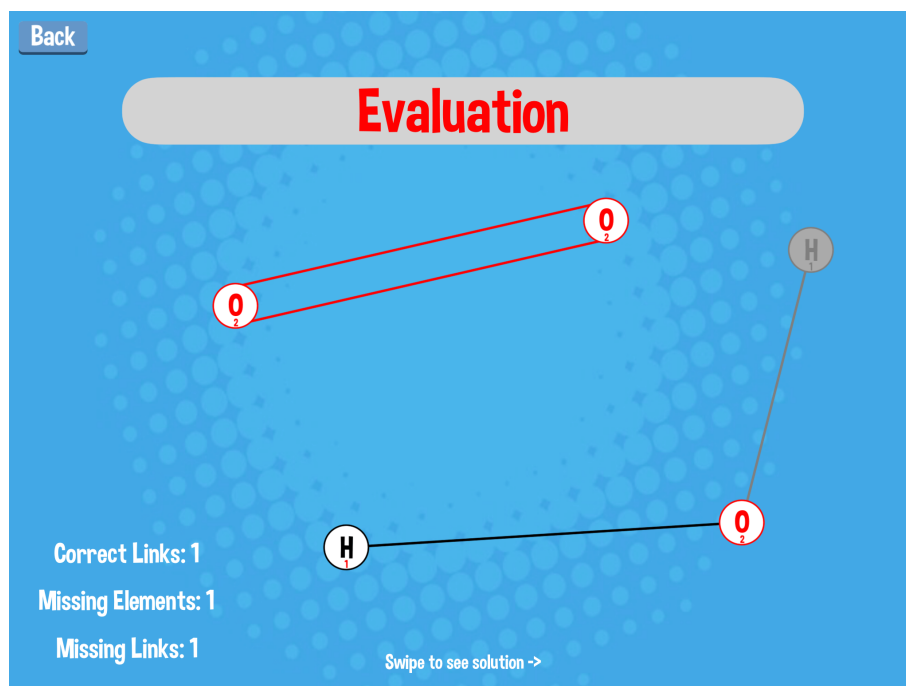 Back
Evaluation
O
2
H
1
O
2
O
2
H
1
Correct Links: 1
Missing Elements: 1
Missing Links: 1
Swipe to see solution ->